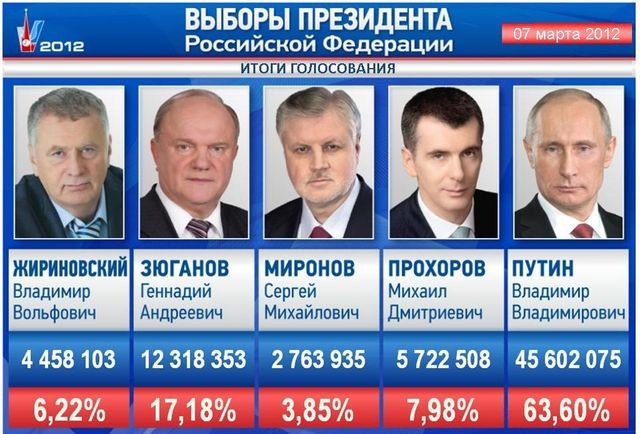 2012
ВЫБОРЫ ПРЕЗИДЕНТА
Российской Федерации
07 марта 2012
ИТОГИ ГОЛОСОВАНИЯ
ЖИРИНОВСКИЙ
Владимир
Вольфович
4 458 103
6,22%
ЗЮГАНОВ
Геннадий
Андреевич
12 318 353
17,18%
МИРОНОВ
Сергей
Михайлович
2 763 935
3,85%
ПРОХОРОВ
Михаил
Дмитриевич
5 722 508
7,98%
ПУТИН
Владимир
Владимирович
45 602 075
63,60%